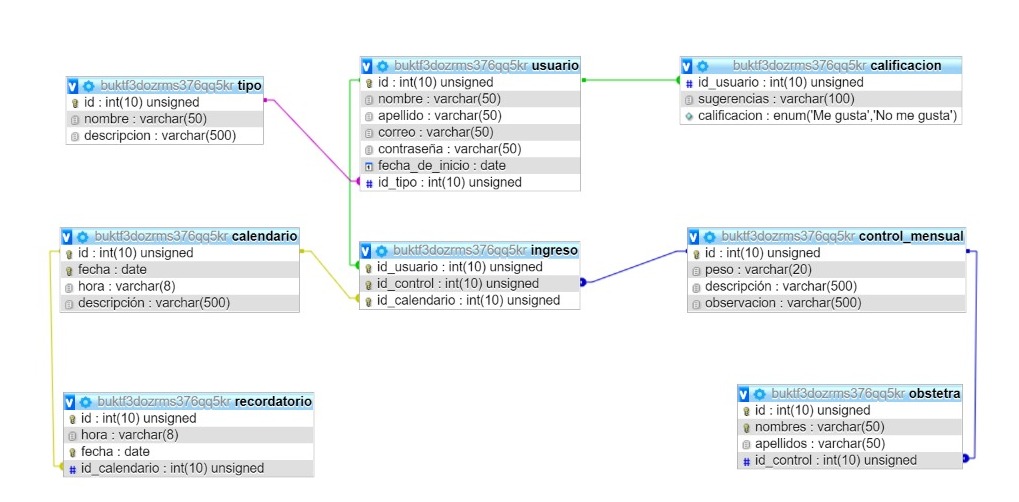 buktf3dozrms376qq5kr tipo
id : int(10) unsigned
nombre : varchar(50)
descripcion : varchar(500)
buktf3dozrms376qq5kr usuario
id : int(10) unsigned
nombre : varchar(50)
apellido : varchar(50)
correo : varchar(50)
contraseña : varchar(50)
fecha_de_inicio : date
id_tipo : int(10) unsigned
buktf3dozrms376qq5kr calificacion
id_usuario : int(10) unsigned
sugerencias : varchar(100)
calificacion : enum('Me gusta','No me gusta')
buktf3dozrms376qq5kr calendario
id : int(10) unsigned
fecha : date
hora : varchar(8)
descripción : varchar(500)
buktf3dozrms376qq5kr ingreso
id_usuario : int(10) unsigned
id_control : int(10) unsigned
id_calendario : int(10) unsigned
buktf3dozrms376qq5kr control_mensual
id : int(10) unsigned
peso : varchar(20)
descripción : varchar(500)
observacion : varchar(500)
buktf3dozrms376qq5kr recordatorio
id : int(10) unsigned
hora : varchar(8)
fecha : date
id_calendario : int(10) unsigned
buktf3dozrms376qq5kr obstetra
id : int(10) unsigned
nombres : varchar(50)
apellidos : varchar(50)
id_control : int(10) unsigned